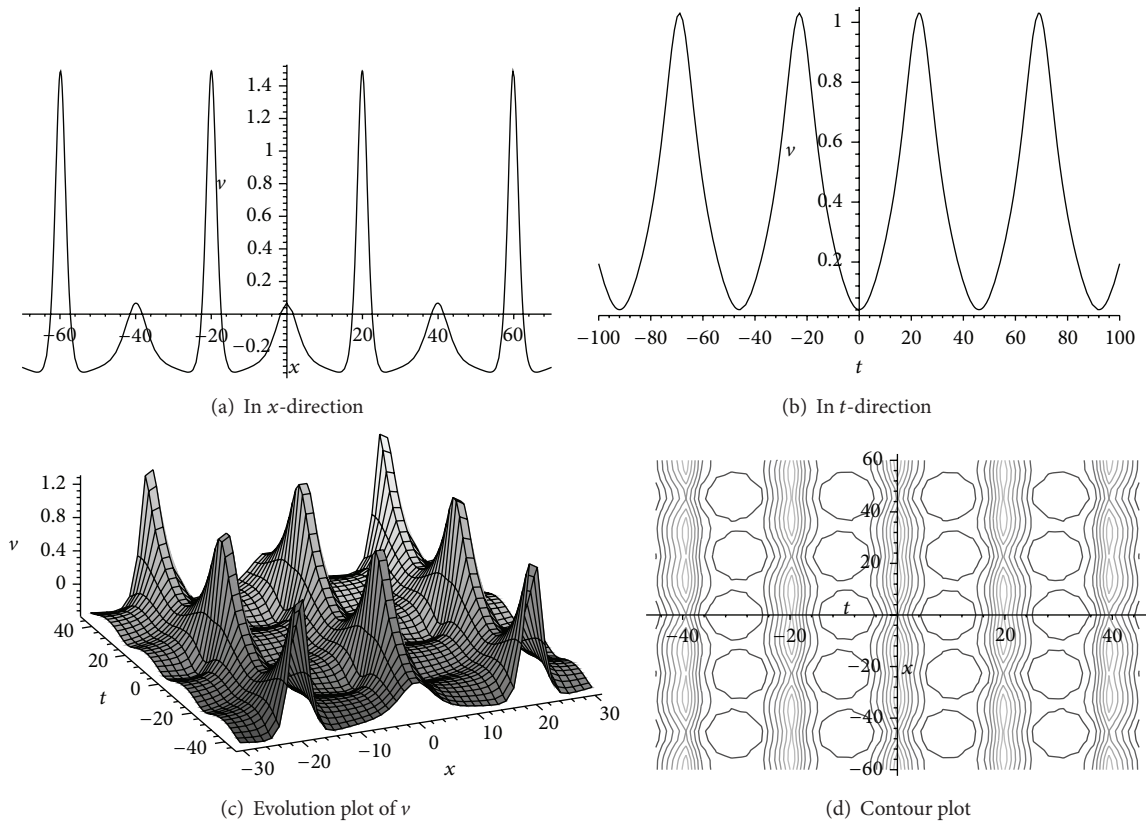 1.4
1.2
1
0.8
0.6
0.4
0.2
−0.2
v
−60 −40 −20 0 20 40 60
x
(a) In x-direction
1
0.8
0.6
0.4
0.2
v
−100 −80 −60 −40 −20 0 20 40 60 80 100
t
(b) In t-direction
1.2
0.8
0.4
0
v
40
20
0
−20
−40
t
−30 −20 −10 0 10 20 30
x
(c) Evolution plot of v
60
40
20
t
−40 −20 20 40
−20
x
−40
−60
(d) Contour plot